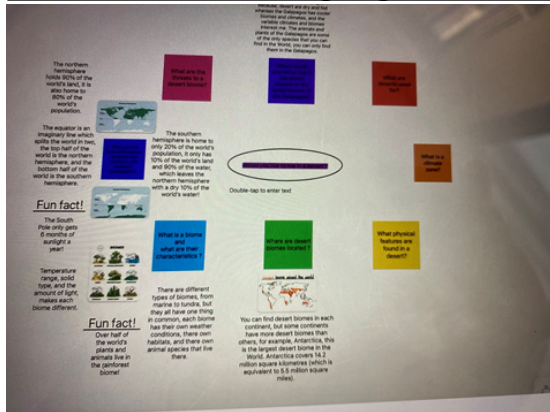 because, desert are dry and hot
whereas the Galapagos has cooler
biomes and climates, and the
variable climates and biomes
interest me. The animals and
plants of the Galapagos are some
of the only species that you can
find in the World, you can only find
them in the Galapagos
The northern
hemisphere
holds 90% of the
world's land, it is
also home to
80% of the
world's
population.
What are the
threats to a
desert biome?
What are
deserts
The equator is an
imaginary line which
splits the world in two,
the top half of the world
is the northern
hemisphere, and the
bottom half of the
world is the southern
hemisphere.
The southern
hemisphere is home to
only 20% of the world's
population, it only has
10% of the world's land
and 90% of the water,
which leaves the
northern hemisphere
with a dry 10% of the
world's water!
Double-tap to enter text
What is a
climate
zone?
Fun fact!
The South
Pole only gets
6 months of
sunlight a
year!
What is a biome
and
what are their
characteristics ?
Where are desert
biomes located ?
What physical
features are
found in a
desert?
Temperature
range, solid
type, and the
amount of light,
makes each
biome different.
There are different
types of biomes, from
marine to tundra, but
they all have one thing
in common, each biome
has their own weather
conditions, there own
habitats, and there own
animal species that live
there.
Fun fact!
Over half of
the world's
plants and
animals live in
the rainforest
biome!
You can find desert biomes in each
continent, but some continents
have more desert biomes than
others, for example, Antarctica, this
is the largest desert biome in the
World. Antarctica covers 14.2
million square kilometres (which is
equivalent to 5.5 million square
miles).